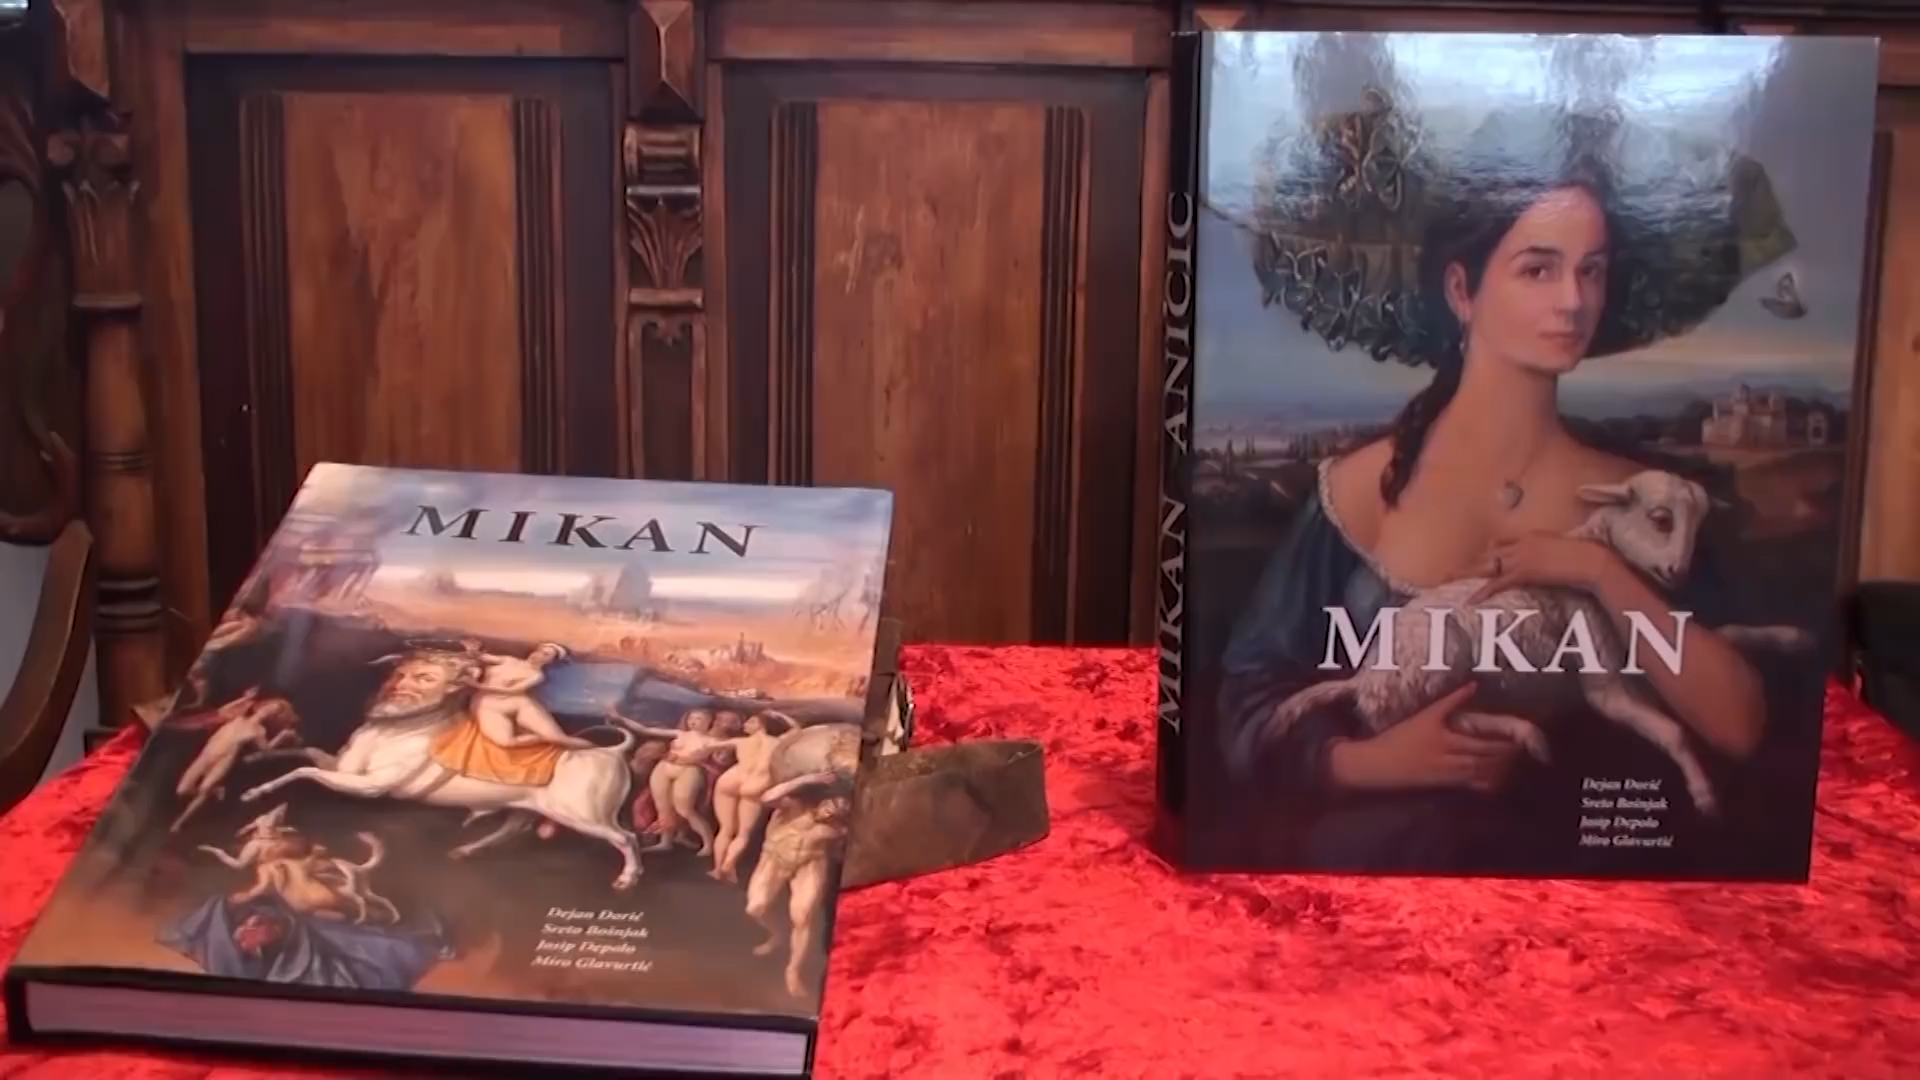 MIKAN
Dejan Đorić
Sreto Bošnjak
Josip Depolo
Miro Glavurtić
MIKAN ANICIC
MIKAN
Dejan Đorić
Sreto Bošnjak
Josip Depolo
Miro Glavurtić